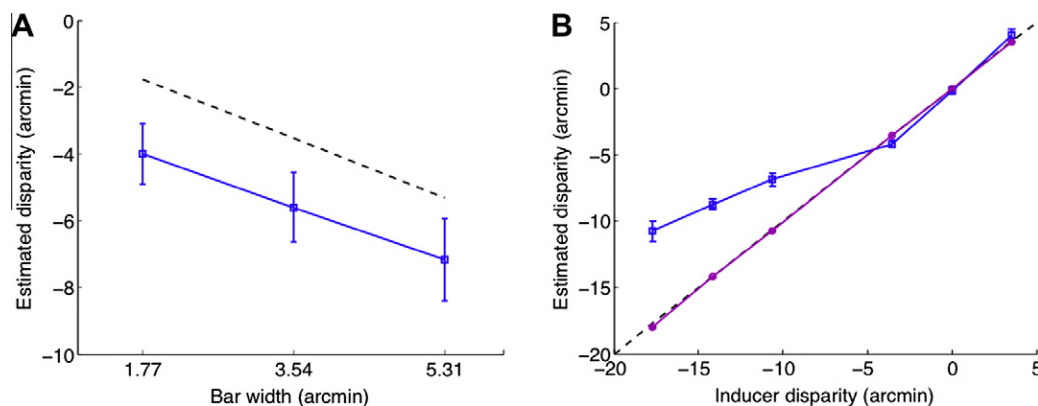 A
0
−2
−4
−6
−8
−10
Estimated disparity (arcmin)
1.77 3.54 5.31
Bar width (arcmin)
B
5
0
−5
−10
−15
−20
Estimated disparity (arcmin)
−20 −15 −10 −5 0 5
Inducer disparity (arcmin)